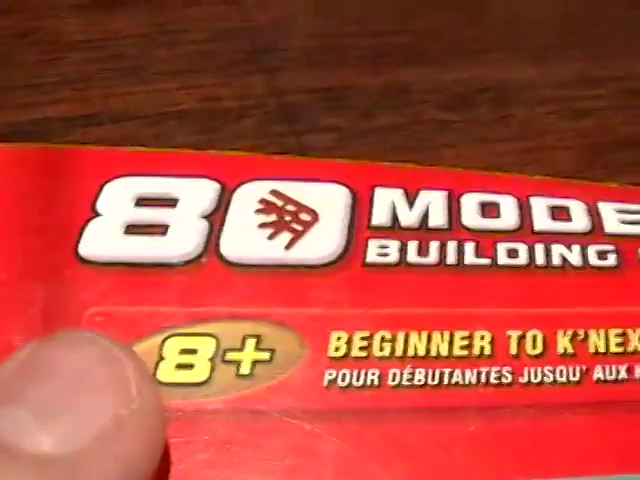 80 MODE
BUILDING
8+
BEGINNER TO K'NEX
POUR DÉBUTANTES JUSQU' AUX